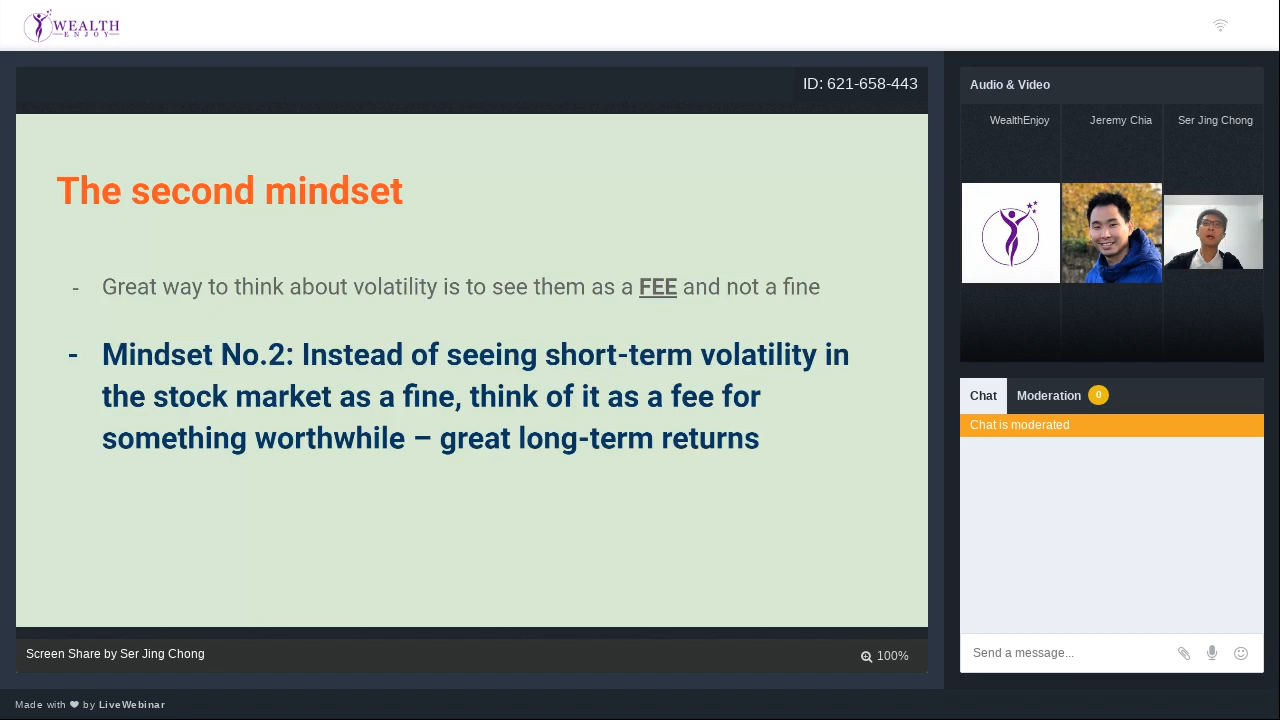 WEALTH
ENJOY
ID: 621-658-443
The second mindset
- Great way to think about volatility is to see them as a FEE and not a fine
- Mindset No.2: Instead of seeing short-term volatility in
the stock market as a fine, think of it as a fee for
something worthwhile – great long-term returns
Screen Share by Ser Jing Chong
100%
Audio & Video
WealthEnjoy
Jeremy Chia
Ser Jing Chong
Chat
Moderation 0
Chat is moderated
Send a message...
Made with ❤ by LiveWebinar